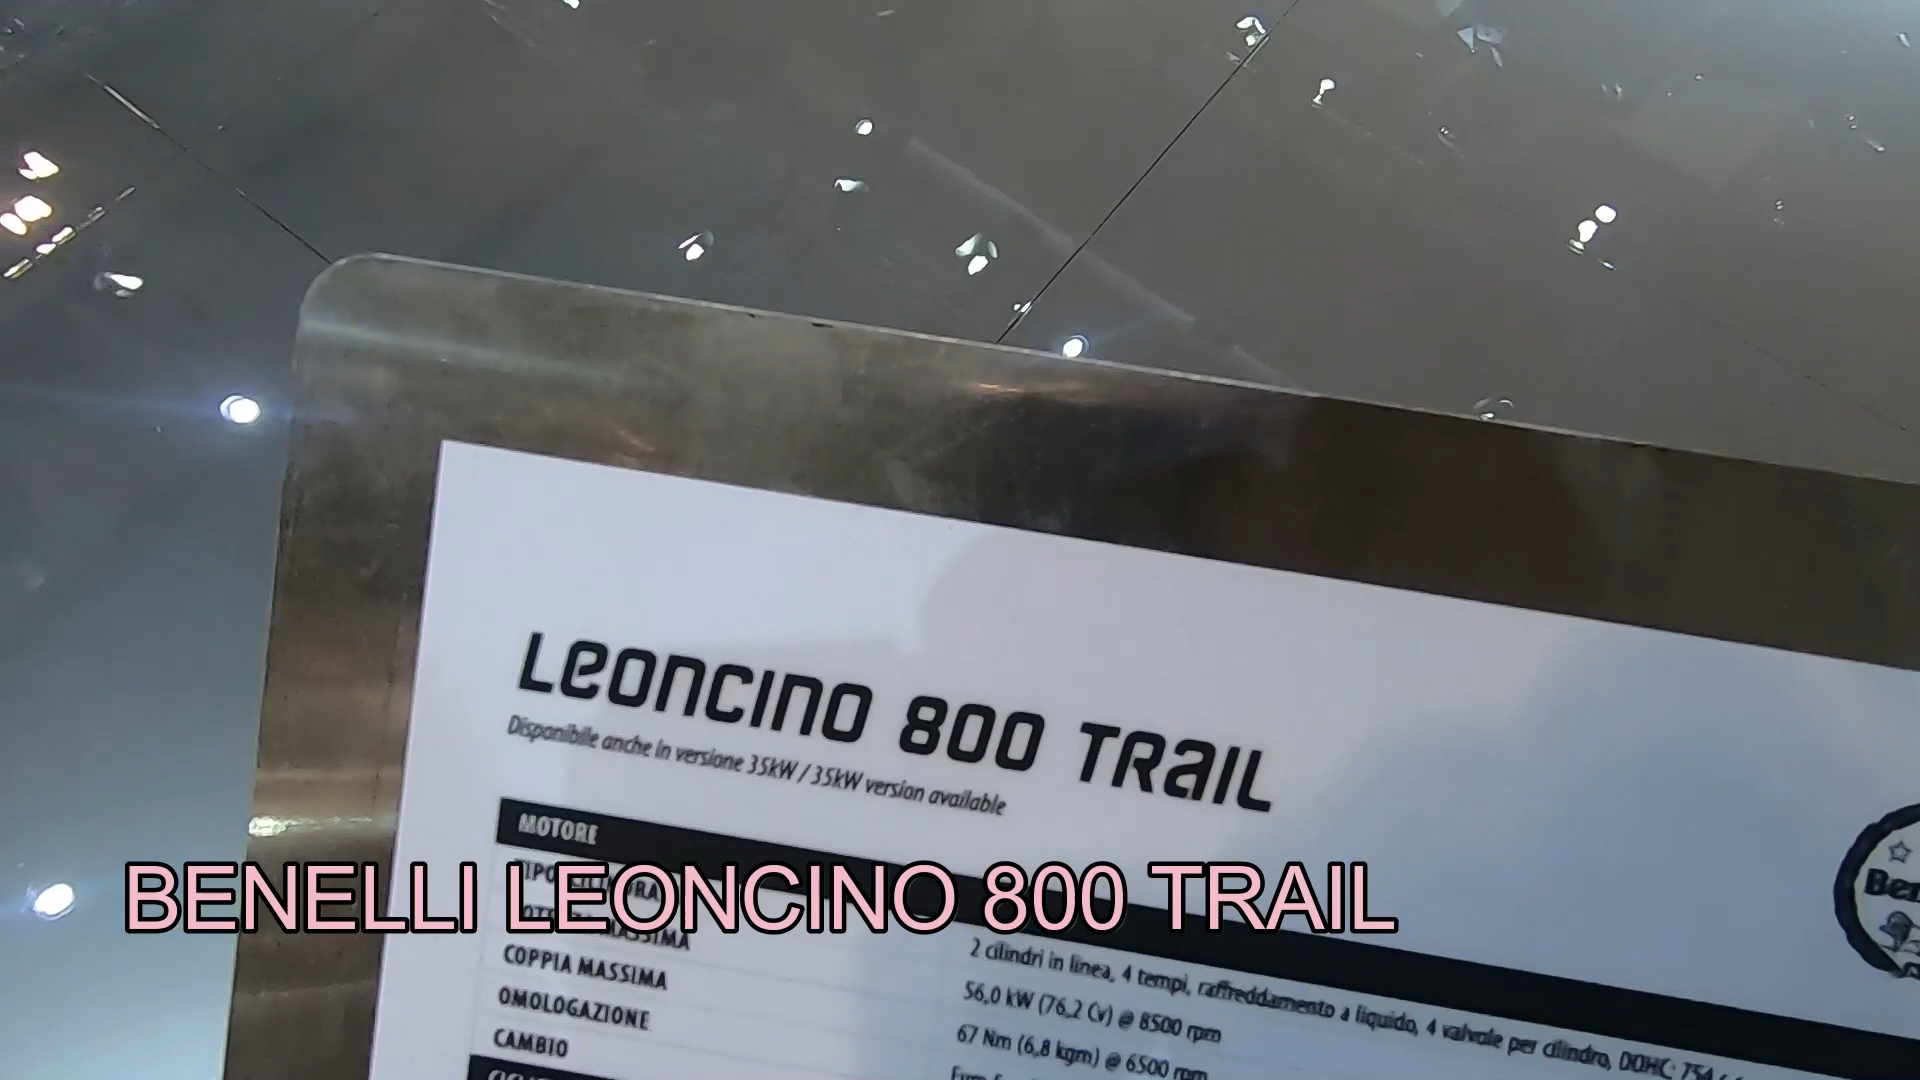 Leoncino 800 Trail
Disponibile anche in versione 35kW / 35kW version available
MOTORE
BENELLI LEONCINO 800 TRAIL
2 cilindri in linea, 4 tempi, raffreddamento a liquido, 4 valvole per cilindro, DOHC; 754
MASSIMA
56,0 kW (76,2 Cv) @ 8500 rpm
COPPIA MASSIMA
67 Nm (6,8 kgm) @ 6500 rpm
OMOLOGAZIONE
CAMBIO